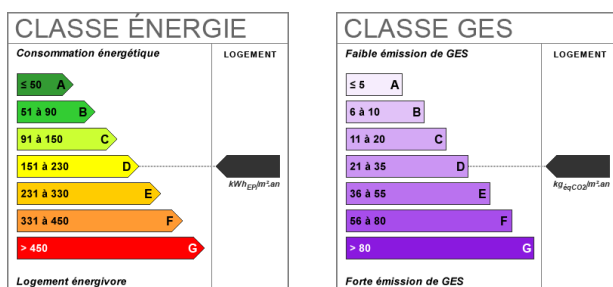 CLASSE ÉNERGIE
Consommation énergétique
LOGEMENT
≤ 50 A
51 à 90 B
91 à 150 C
151 à 230 D
231 à 330 E
331 à 450 F
> 450 G
kWhEP/m².an
Logement énergivore
CLASSE GES
Faible émission de GES
LOGEMENT
≤ 5 A
6 à 10 B
11 à 20 C
21 à 35 D
36 à 55 E
56 à 80 F
> 80 G
kgéqCO2/m².an
Forte émission de GES